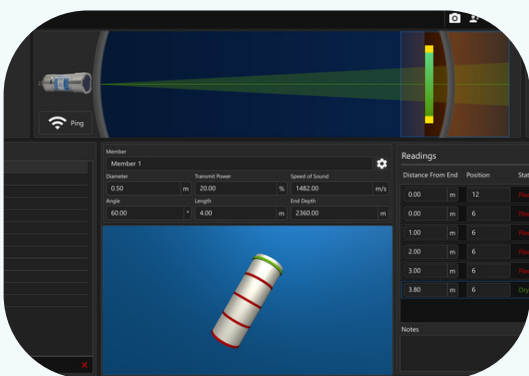 Ping
Member
Member 1
Diameter Transmit Power Speed of Sound
0.50 m 20.00 % 1482.00 m/s
Angle Length End Depth
60.00 ° 4.00 m 2360.00 m
Readings
Distance From End Position
0.00 m 12
0.00 m 6
1.00 m 6
2.00 m 6
3.00 m 6
3.80 m 6 Dry
Notes